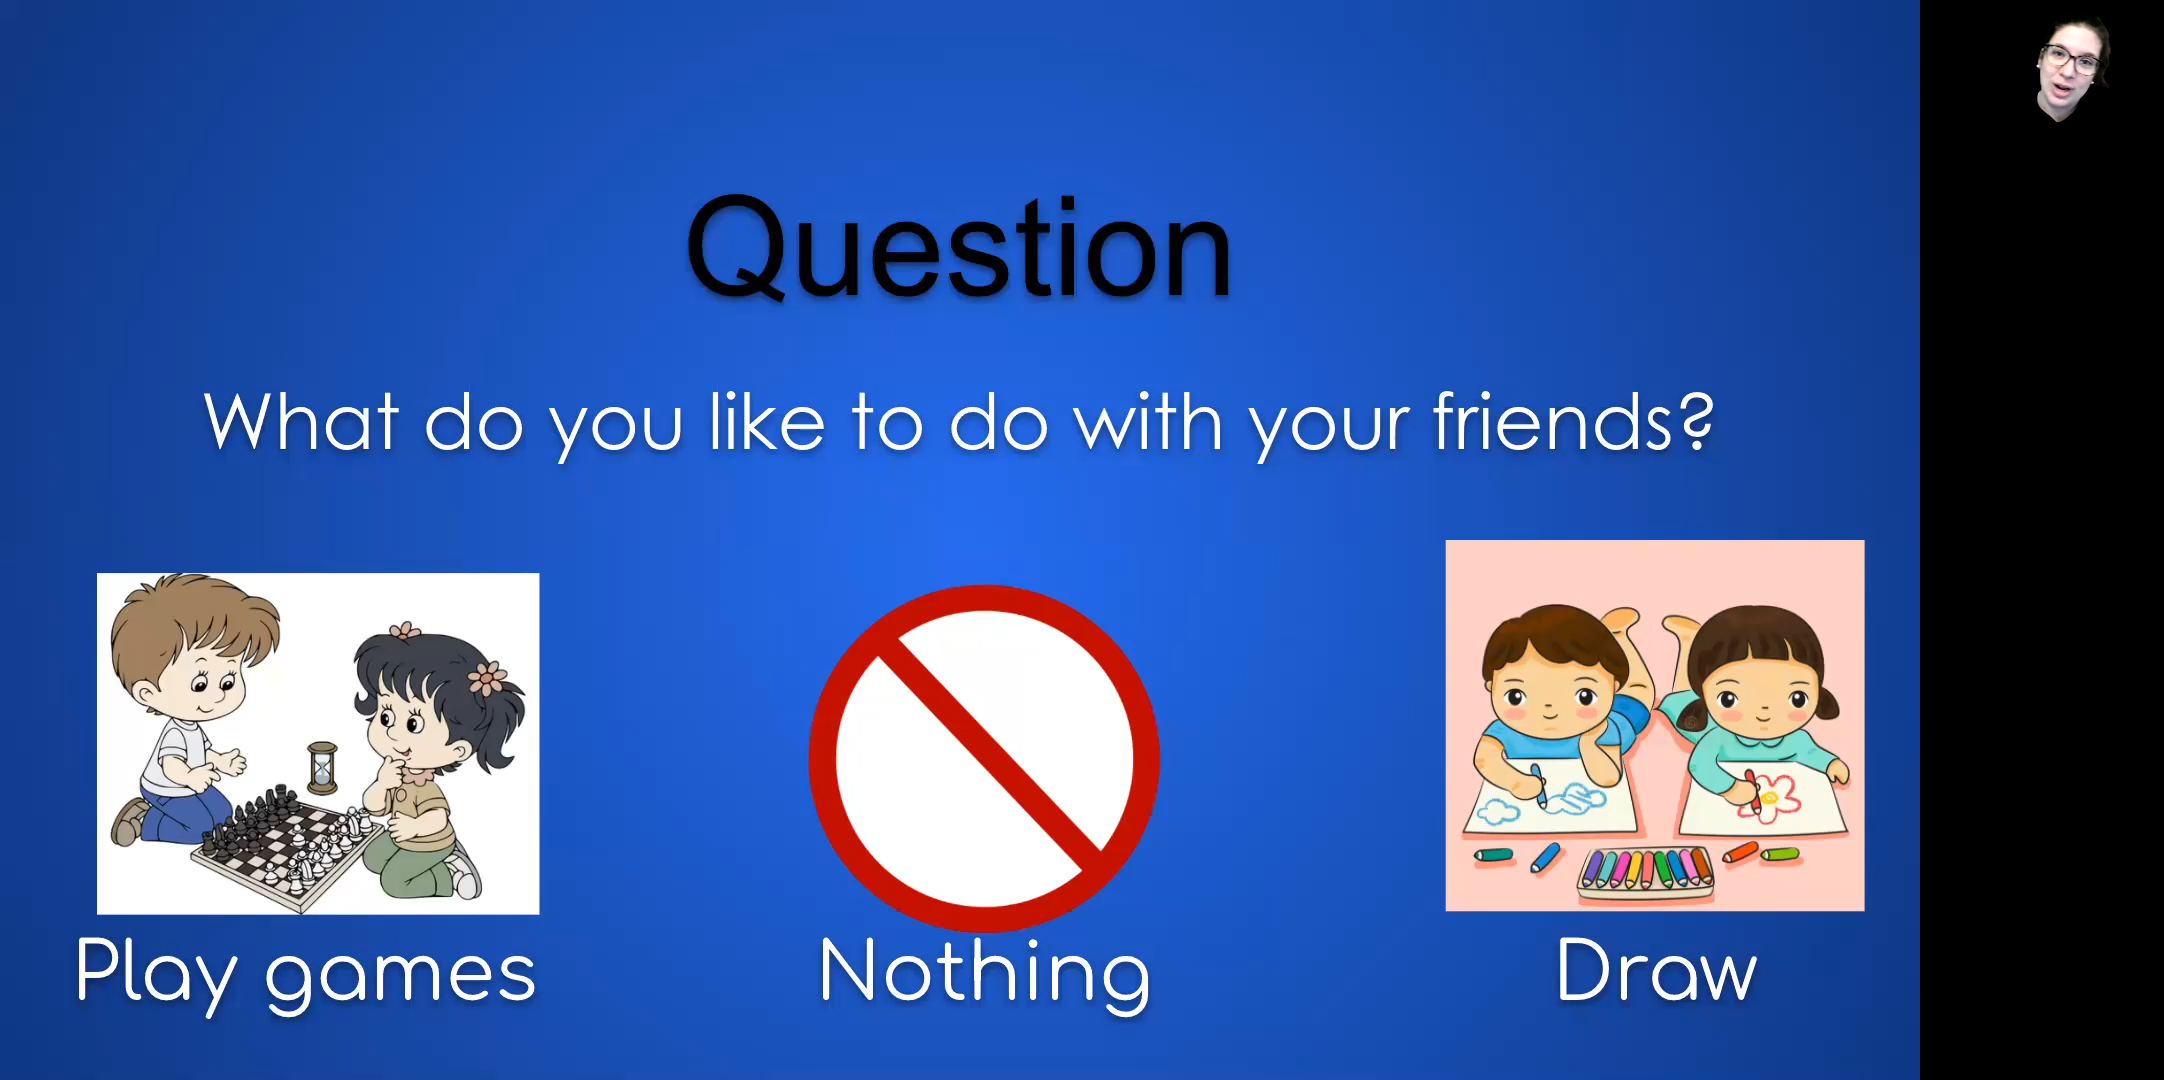 Question
What do you like to do with your friends?
Play games
Nothing
Draw